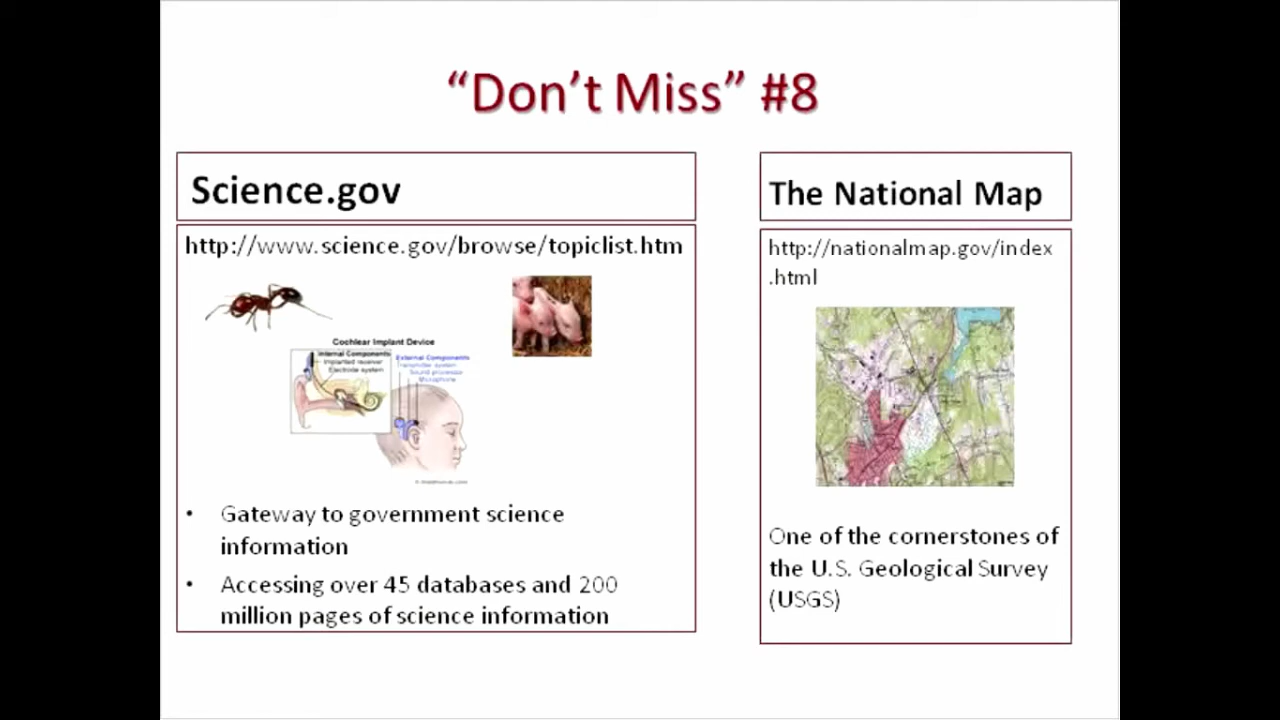 “Don’t Miss” #8
Science.gov
http://www.science.gov/browse/topiclist.htm
Cochlear Implant Device
Internal Components
Implanted receiver
Electrode system
External Components
Transmitter system
Sound processor
Microphone
• Gateway to government science
information
• Accessing over 45 databases and 200
million pages of science information
The National Map
http://nationalmap.gov/index
.html
One of the cornerstones of
the U.S. Geological Survey
(USGS)